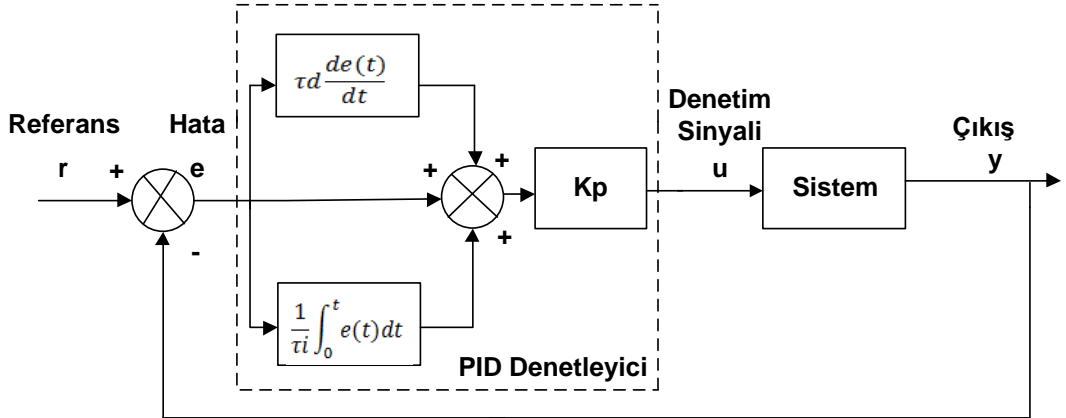 τd de(t)/dt
Referans
Hata
Denetim
Sinyali
Çıkış
r
+
e
+
+
Kp
u
Sistem
y
-
+
1/τi ∫₀ᵗ e(t)dt
PID Denetleyici